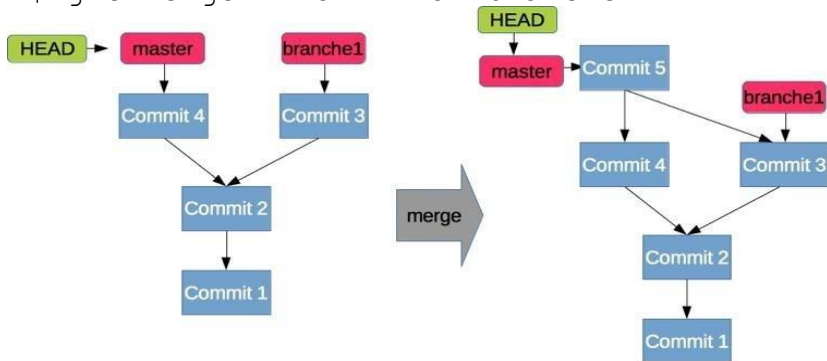 HEAD
master
branche1
Commit 4
Commit 3
Commit 2
Commit 1
merge
HEAD
master
Commit 5
branche1
Commit 4
Commit 3
Commit 2
Commit 1